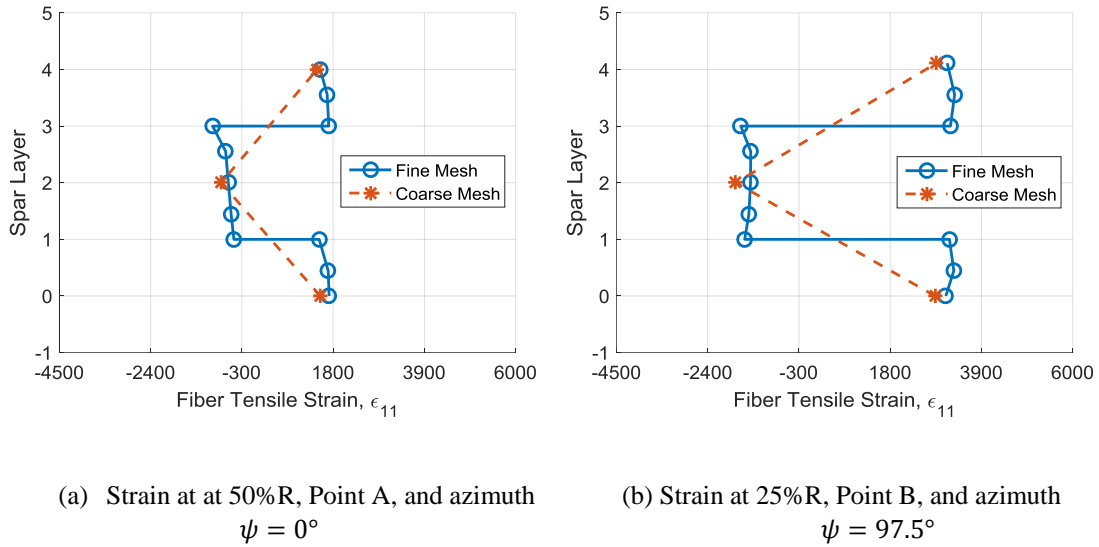 5
4
3
2
1
0
-1
Spar Layer
-4500 -2400 -300 1800 3900 6000
Fiber Tensile Strain, ϵ11
Fine Mesh
Coarse Mesh
5
4
3
2
1
0
-1
Spar Layer
-4500 -2400 -300 1800 3900 6000
Fiber Tensile Strain, ϵ11
Fine Mesh
Coarse Mesh
(a) Strain at at 50%R, Point A, and azimuth
𝜓 = 0°
(b) Strain at 25%R, Point B, and azimuth
𝜓 = 97.5°